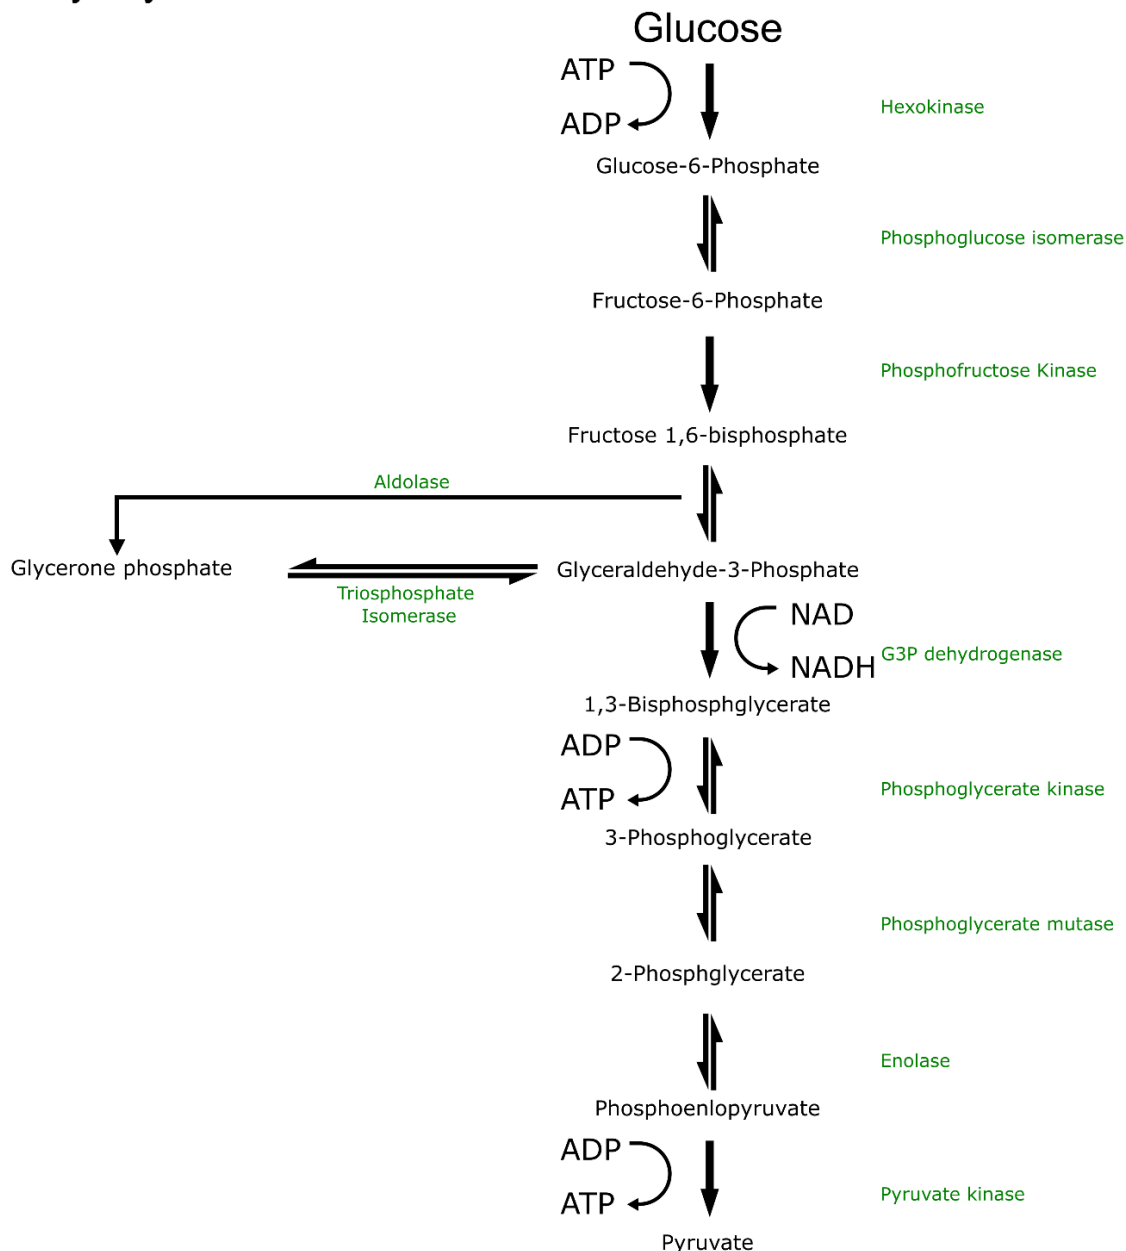 Glucose
ATP
ADP
Hexokinase
Glucose-6-Phosphate
Phosphoglucose isomerase
Fructose-6-Phosphate
Phosphofructose Kinase
Fructose 1,6-bisphosphate
Aldolase
Glycerone phosphate
Glyceraldehyde-3-Phosphate
Triosphosphate
Isomerase
NAD
NADH
G3P dehydrogenase
1,3-Bisphosphglycerate
ADP
ATP
Phosphoglycerate kinase
3-Phosphoglycerate
Phosphoglycerate mutase
2-Phosphglycerate
Enolase
Phosphoenlopyruvate
ADP
ATP
Pyruvate kinase
Pyruvate